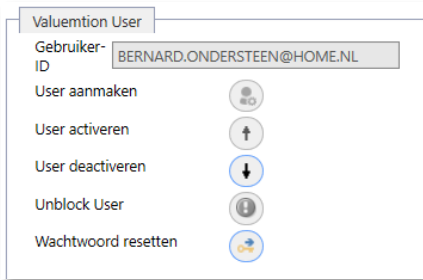 Valuemtion User
Gebruiker-
ID
BERNARD.ONDERSTEEN@HOME.NL
User aanmaken
User activeren
User deactiveren
Unblock User
Wachtwoord resetten